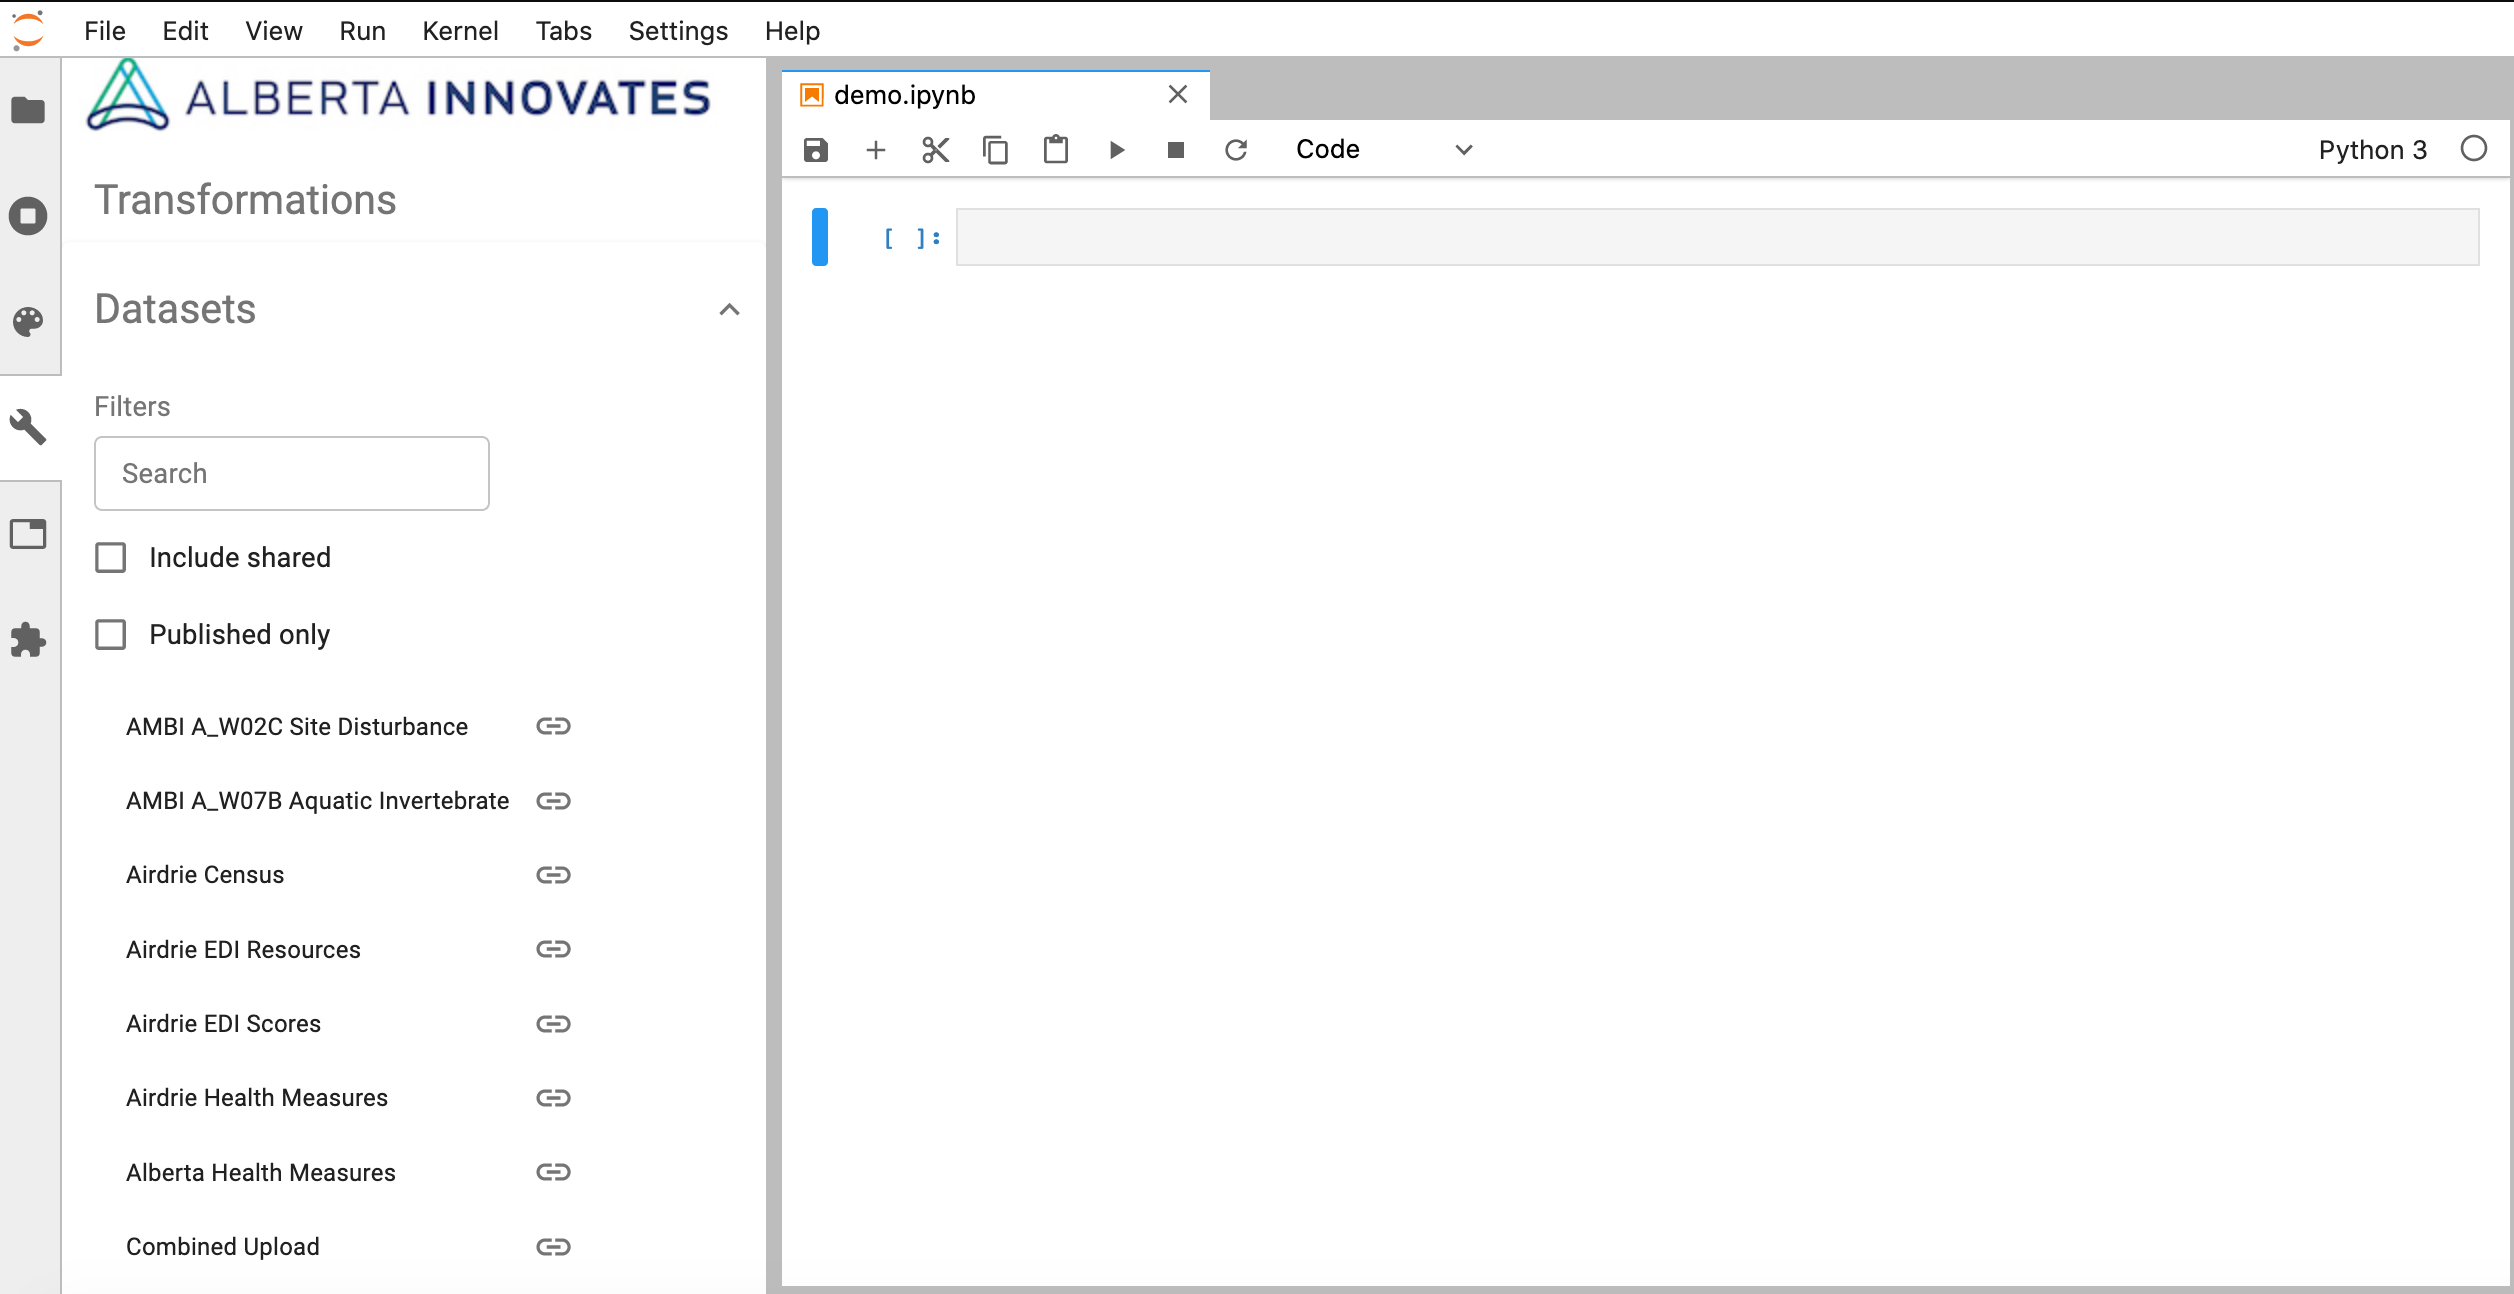 File Edit View Run Kernel Tabs Settings Help
ALBERTA INNOVATES
Transformations
Datasets
Filters
Search
Include shared
Published only
AMBI A_W02C Site Disturbance
AMBI A_W07B Aquatic Invertebrate
Airdrie Census
Airdrie EDI Resources
Airdrie EDI Scores
Airdrie Health Measures
Alberta Health Measures
Combined Upload
demo.ipynb
Code
Python 3
[ ]: